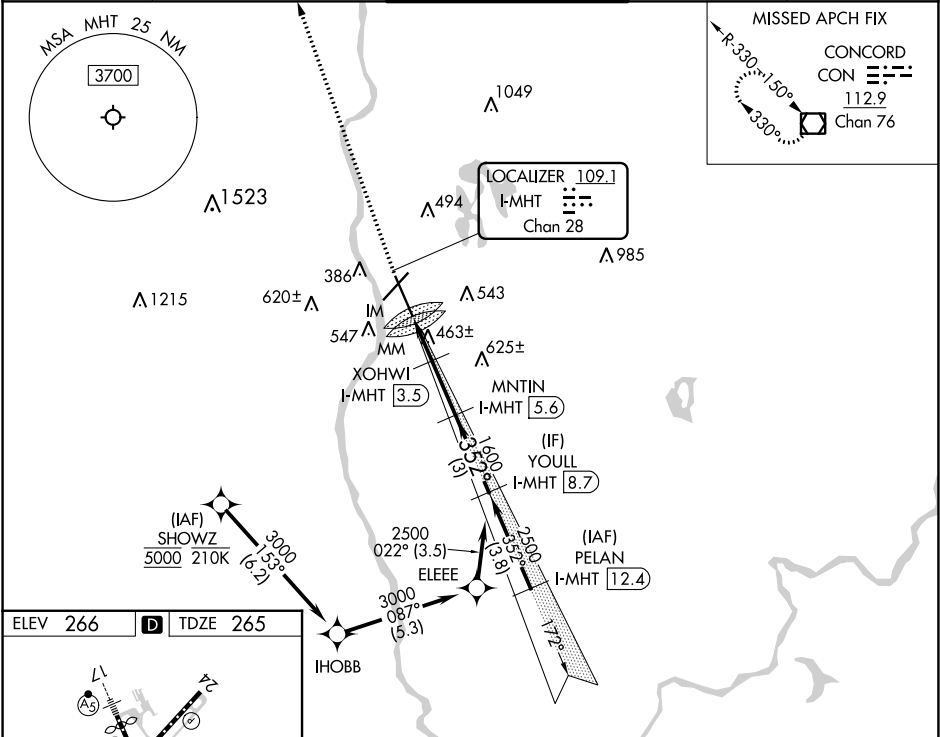 MSA MHT 25 NM
3700
MISSED APCH FIX
R-330
150°
330°
CONCORD
CON
112.9
Chan 76
1049
LOCALIZER 109.1
I-MHT
Chan 28
1523
494
985
386
1215
620±
543
IM
547
463±
MM
625±
XOHWI
I-MHT 3.5
MNTIN
I-MHT 5.6
1600
352°
(3)
(IF)
YOULL
I-MHT 8.7
(IAF)
SHOWZ
5000 210K
3000
153°
(6.2)
2500
022° (3.5)
2500
352°
(3.8)
(IAF)
PELAN
I-MHT 12.4
ELEEE
3000
087°
(5.3)
172°
IHOBB
ELEV 266
D
TDZE 265
17
24
A5
P